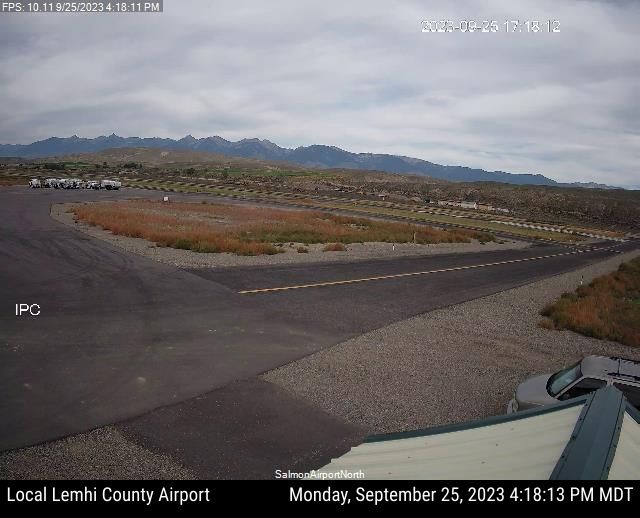 FPS: 10.11 9/25/2023 4:18:11 PM
2023-09-25 17:18:12
IPC
SalmonAirportNorth
Local Lemhi County Airport
Monday, September 25, 2023 4:18:13 PM MDT